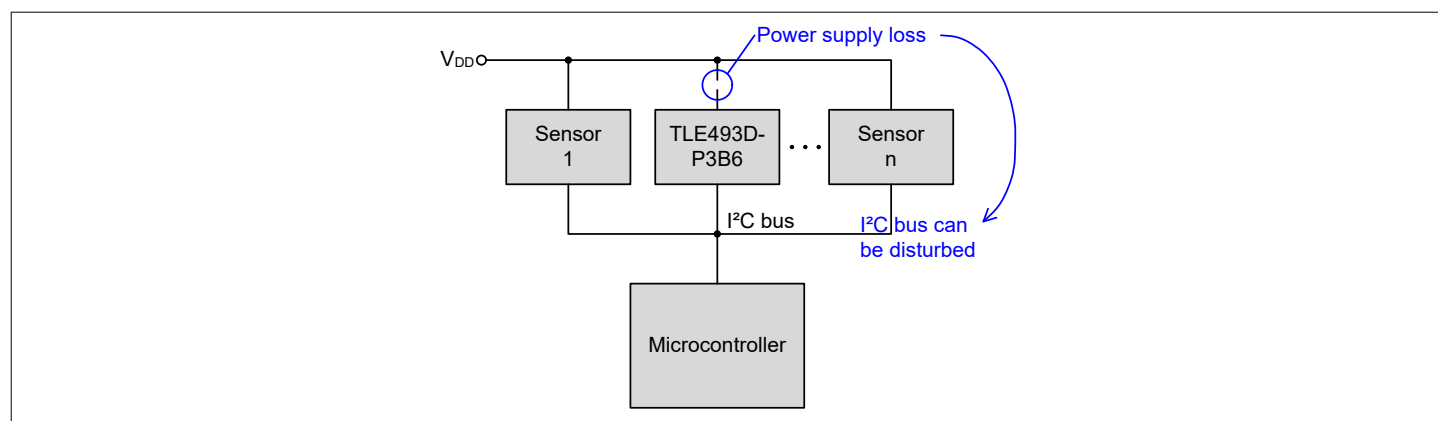 Power supply loss
VDD
Sensor
1
TLE493D-
P3B6
...
Sensor
n
I²C bus
I²C bus can
be disturbed
Microcontroller